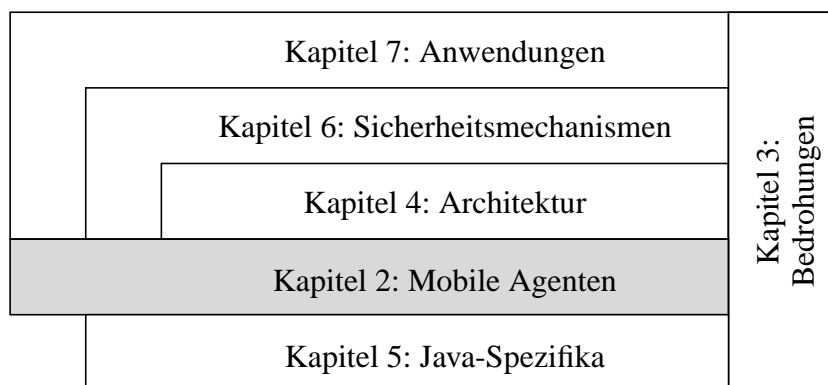 Kapitel 7: Anwendungen
Kapitel 6: Sicherheitsmechanismen
Kapitel 4: Architektur
Kapitel 2: Mobile Agenten
Kapitel 5: Java-Spezifika
Kapitel 3:
Bedrohungen